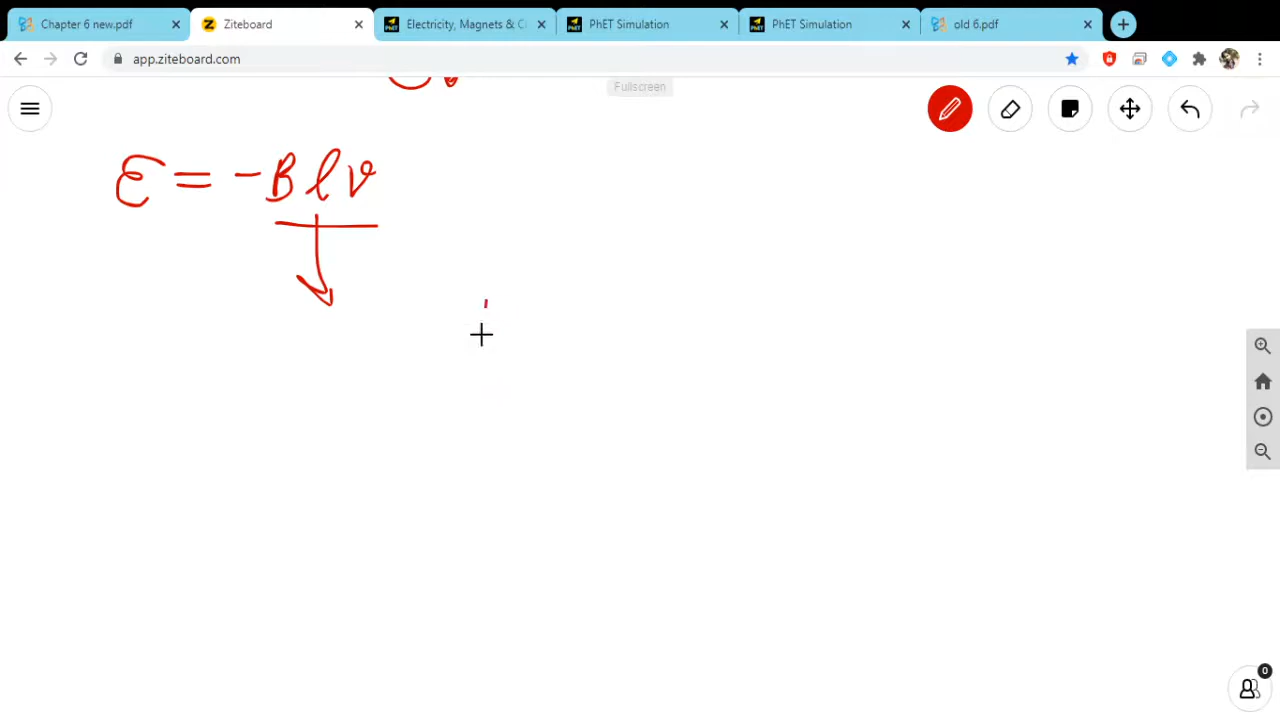 Chapter 6 new.pdf
Ziteboard
Electricity, Magnets & Ci
PhET Simulation
PhET Simulation
old 6.pdf
app.ziteboard.com
Fullscreen
ε = -Blv
0